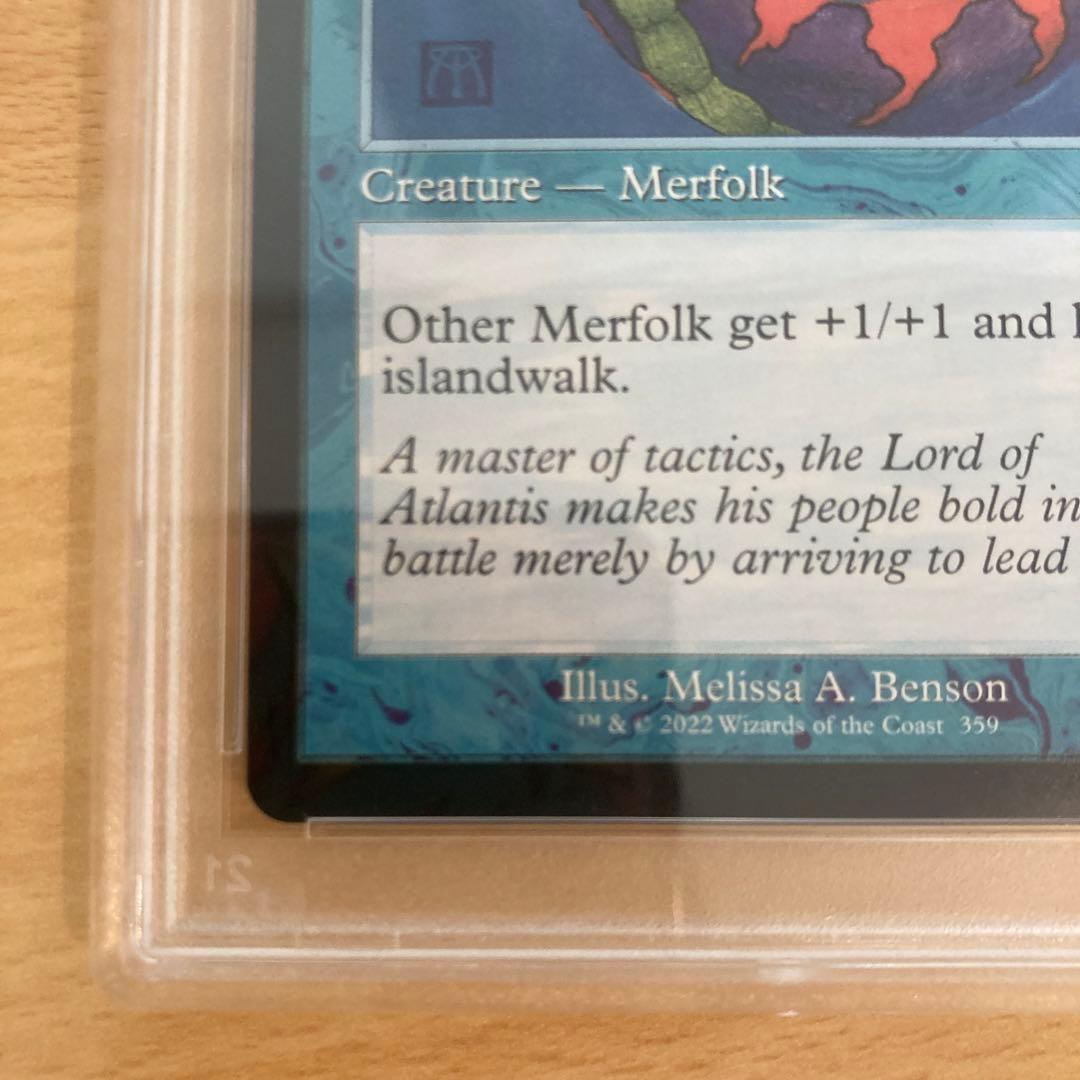 Creature — Merfolk
Other Merfolk get +1/+1 and
islandwalk.
A master of tactics, the Lord of
Atlantis makes his people bold in
battle merely by arriving to lead
Illus. Melissa A. Benson
™ & © 2022 Wizards of the Coast 359
21